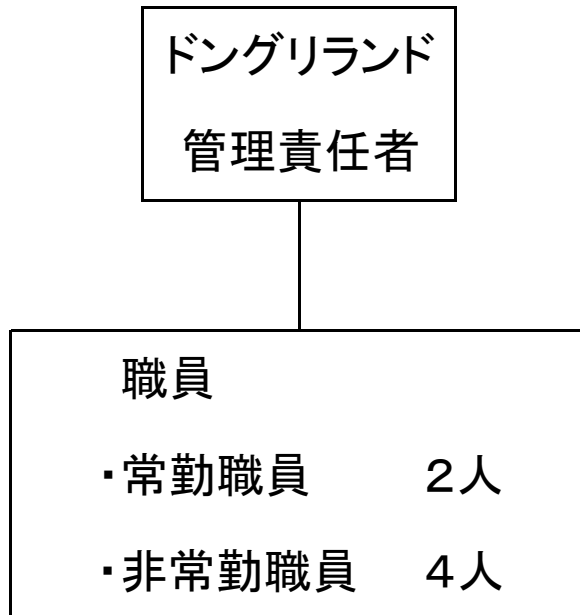 ドングリランド
管理責任者
職員
・常勤職員　　２人
・非常勤職員　４人